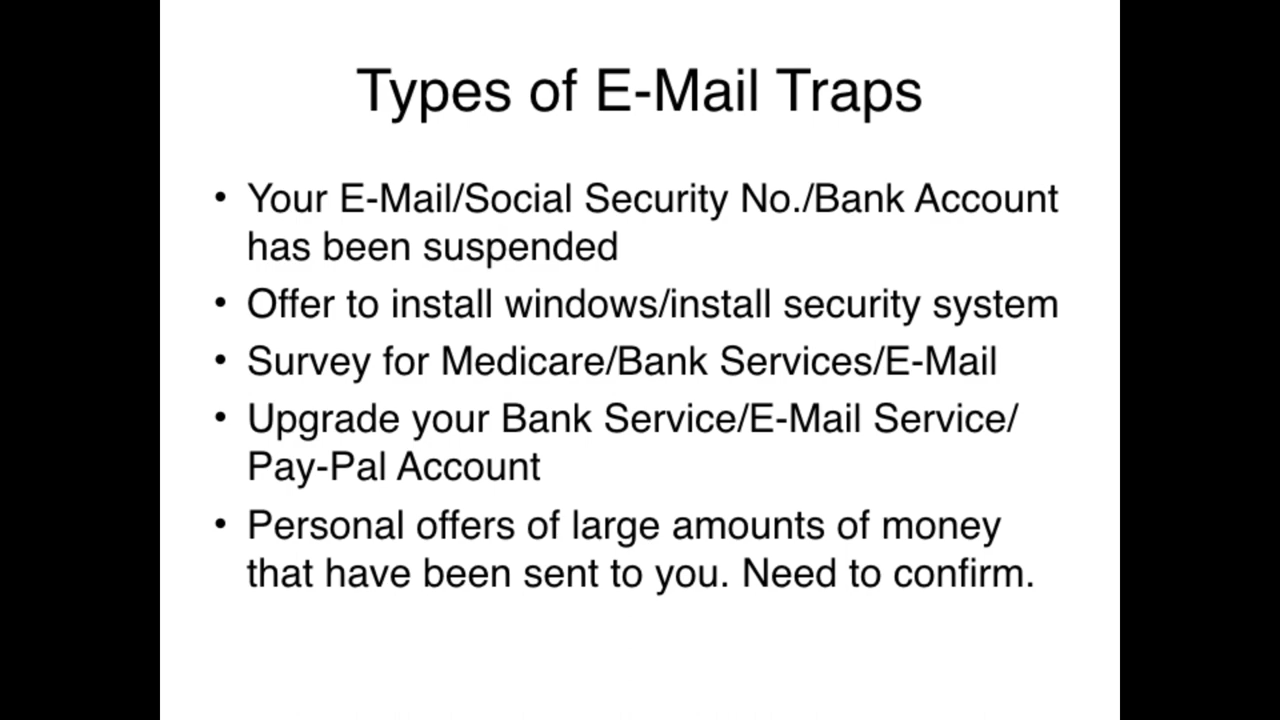 Types of E-Mail Traps
• Your E-Mail/Social Security No./Bank Account
has been suspended
• Offer to install windows/install security system
• Survey for Medicare/Bank Services/E-Mail
• Upgrade your Bank Service/E-Mail Service/
Pay-Pal Account
• Personal offers of large amounts of money
that have been sent to you. Need to confirm.